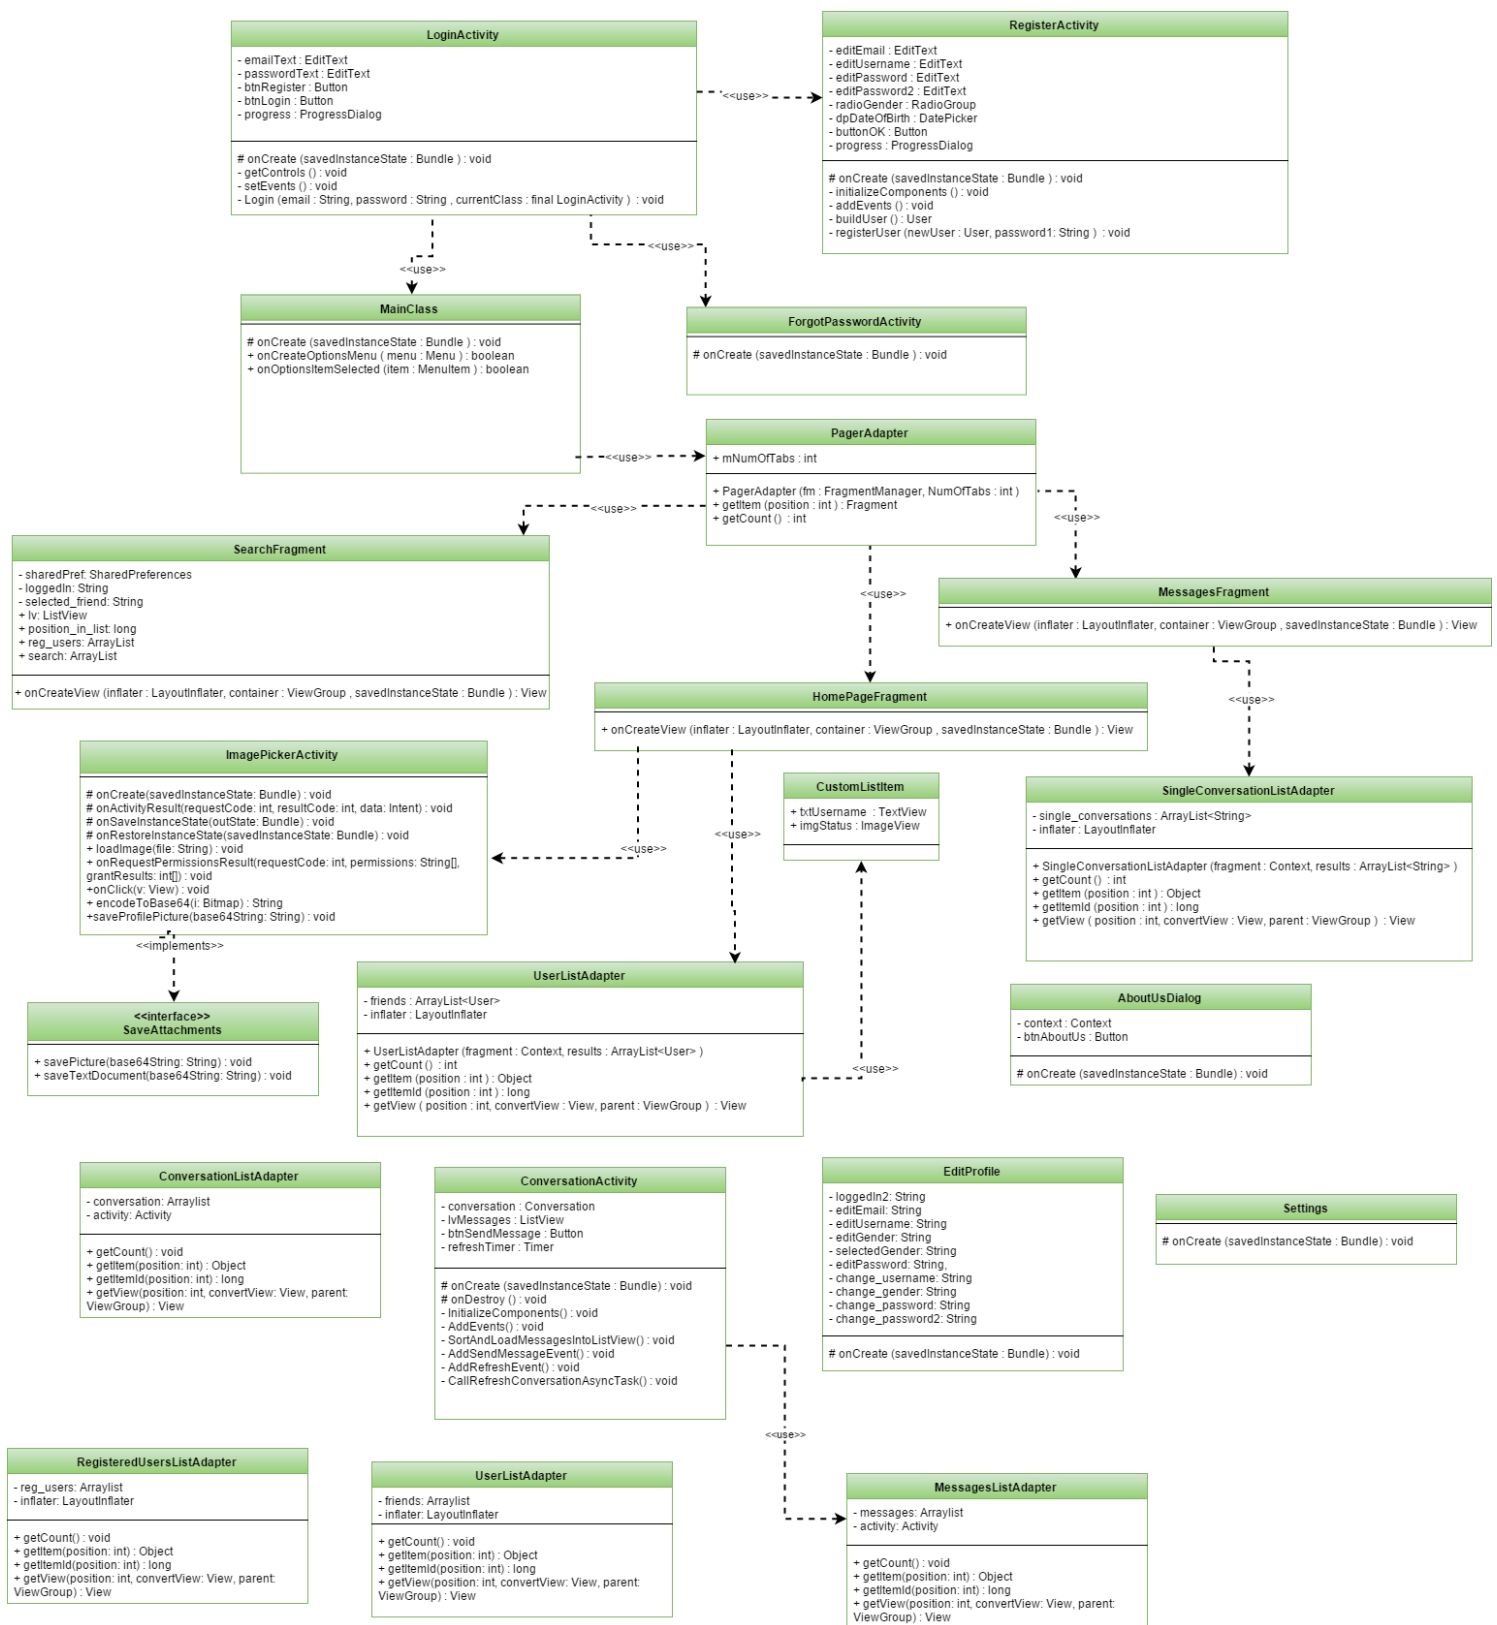 LoginActivity
- emailText : EditText
- passwordText : EditText
- btnRegister : Button
- btnLogin : Button
- progress : ProgressDialog
# onCreate (savedInstanceState : Bundle ) : void
- getControls () : void
- setEvents () : void
- Login (email : String, password : String , currentClass : final LoginActivity ) : void
<<use>>
RegisterActivity
- editEmail : EditText
- editUsername : EditText
- editPassword : EditText
- editPassword2 : EditText
- radioGender : RadioGroup
- dpDateOfBirth : DatePicker
- buttonOK : Button
- progress : ProgressDialog
# onCreate (savedInstanceState : Bundle ) : void
- initializeComponents () : void
- addEvents () : void
- buildUser () : User
- registerUser (newUser : User, password1: String ) : void
<<use>>
<<use>>
MainClass
# onCreate (savedInstanceState : Bundle ) : void
+ onCreateOptionsMenu ( menu : Menu ) : boolean
+ onOptionsItemSelected (item : MenuItem ) : boolean
ForgotPasswordActivity
# onCreate (savedInstanceState : Bundle ) : void
<<use>>
PagerAdapter
+ mNumOfTabs : int
+ PagerAdapter (fm : FragmentManager, NumOfTabs : int )
+ getItem (position : int ) : Fragment
+ getCount () : int
<<use>>
<<use>>
<<use>>
SearchFragment
- sharedPref: SharedPreferences
- loggedIn: String
- selected_friend: String
+ lv: ListView
+ position_in_list: long
+ reg_users: ArrayList
+ search: ArrayList
+ onCreateView (inflater : LayoutInflater, container : ViewGroup , savedInstanceState : Bundle ) : View
MessagesFragment
+ onCreateView (inflater : LayoutInflater, container : ViewGroup , savedInstanceState : Bundle ) : View
<<use>>
HomePageFragment
+ onCreateView (inflater : LayoutInflater, container : ViewGroup , savedInstanceState : Bundle ) : View
<<use>>
<<use>>
ImagePickerActivity
# onCreate(savedInstanceState: Bundle) : void
# onActivityResult(requestCode: int, resultCode: int, data: Intent) : void
# onSaveInstanceState(outState: Bundle) : void
# onRestoreInstanceState(savedInstanceState: Bundle) : void
+ loadImage(file: String) : void
+ onRequestPermissionsResult(requestCode: int, permissions: String[],
grantResults: int[]) : void
+onClick(v: View) : void
+ encodeToBase64(i: Bitmap) : String
+saveProfilePicture(base64String: String) : void
<<implements>>
CustomListItem
+ txtUsername : TextView
+ imgStatus : ImageView
SingleConversationListAdapter
- single_conversations : ArrayList<String>
- inflater : LayoutInflater
+ SingleConversationListAdapter (fragment : Context, results : ArrayList<String> )
+ getCount () : int
+ getItem (position : int ) : Object
+ getItemId (position : int ) : long
+ getView ( position : int, convertView : View, parent : ViewGroup ) : View
<<interface>>
SaveAttachments
+ savePicture(base64String: String) : void
+ saveTextDocument(base64String: String) : void
UserListAdapter
- friends : ArrayList<User>
- inflater : LayoutInflater
+ UserListAdapter (fragment : Context, results : ArrayList<User> )
+ getCount () : int
+ getItem (position : int ) : Object
+ getItemId (position : int ) : long
+ getView ( position : int, convertView : View, parent : ViewGroup ) : View
<<use>>
AboutUsDialog
- context : Context
- btnAboutUs : Button
# onCreate (savedInstanceState : Bundle) : void
ConversationListAdapter
- conversation: Arraylist
- activity: Activity
+ getCount() : void
+ getItem(position: int) : Object
+ getItemId(position: int) : long
+ getView(position: int, convertView: View, parent:
ViewGroup) : View
ConversationActivity
- conversation : Conversation
- lvMessages : ListView
- btnSendMessage : Button
- refreshTimer : Timer
# onCreate (savedInstanceState : Bundle) : void
# onDestroy () : void
- InitializeComponents() : void
- AddEvents() : void
- SortAndLoadMessagesIntoListView() : void
- AddSendMessageEvent() : void
- AddRefreshEvent() : void
- CallRefreshConversationAsyncTask() : void
<<use>>
EditProfile
- loggedIn2: String
- editEmail: String
- editUsername: String
- editGender: String
- selectedGender: String
- editPassword: String,
- change_username: String
- change_gender: String
- change_password: String
- change_password2: String
# onCreate (savedInstanceState : Bundle) : void
Settings
# onCreate (savedInstanceState : Bundle) : void
RegisteredUsersListAdapter
- reg_users: Arraylist
- inflater: LayoutInflater
+ getCount() : void
+ getItem(position: int) : Object
+ getItemId(position: int) : long
+ getView(position: int, convertView: View, parent:
ViewGroup) : View
UserListAdapter
- friends: Arraylist
- inflater: LayoutInflater
+ getCount() : void
+ getItem(position: int) : Object
+ getItemId(position: int) : long
+ getView(position: int, convertView: View, parent:
ViewGroup) : View
MessagesListAdapter
- messages: Arraylist
- activity: Activity
+ getCount() : void
+ getItem(position: int) : Object
+ getItemId(position: int) : long
+ getView(position: int, convertView: View, parent:
ViewGroup) : View